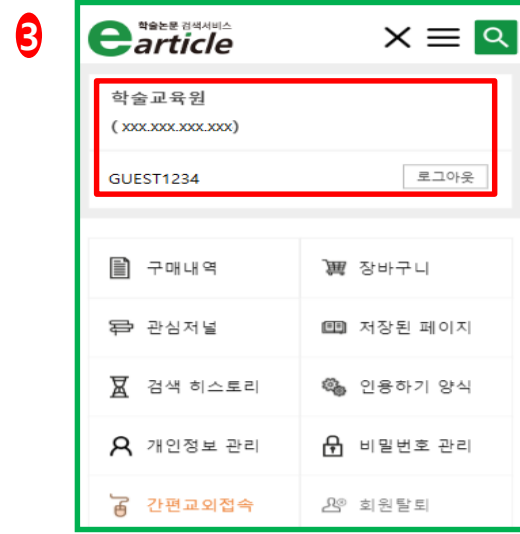 3
학술논문 검색서비스
earticle
학술교육원
( xxx.xxx.xxx.xxx)
GUEST1234 로그아웃
구매내역 장바구니
관심저널 저장된 페이지
검색 히스토리 인용하기 양식
개인정보 관리 비밀번호 관리
간편교외접속 회원탈퇴